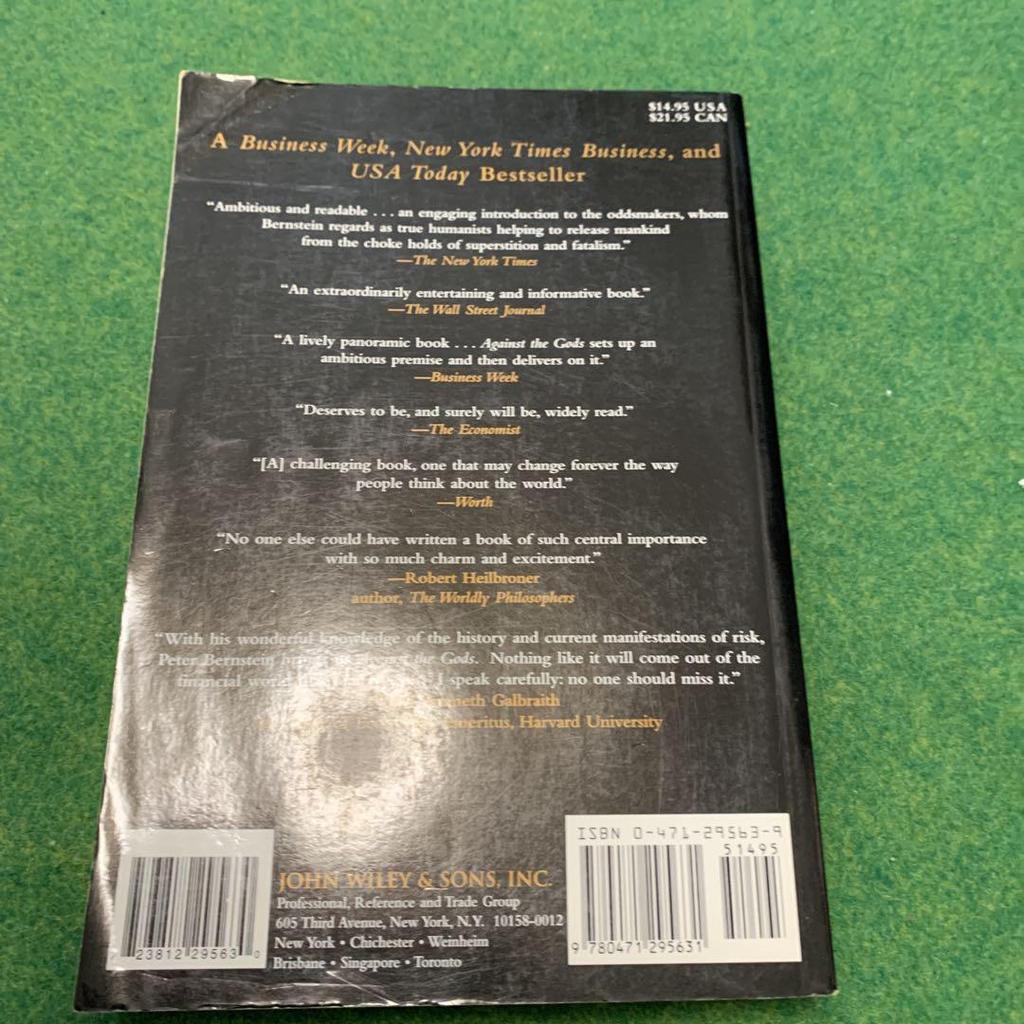 $14.95 USA
$21.95 CAN
A Business Week, New York Times Business, and
USA Today Bestseller
“Ambitious and readable . . . an engaging introduction to the oddsmakers, whom
Bernstein regards as true humanists helping to release mankind
from the choke holds of superstition and fatalism.”
—The New York Times
“An extraordinarily entertaining and informative book.”
—The Wall Street Journal
“A lively panoramic book . . . Against the Gods sets up an
ambitious premise and then delivers on it.”
—Business Week
“Deserves to be, and surely will be, widely read.”
—The Economist
“[A] challenging book, one that may change forever the way
people think about the world.”
—Worth
“No one else could have written a book of such central importance
with so much charm and excitement.”
—Robert Heilbroner
author, The Worldly Philosophers
“With his wonderful knowledge of the history and current manifestations of risk,
Peter Bernstein the Gods. Nothing like it will come out of the
financial world I speak carefully: no one should miss it.”
Galbraith
Harvard University
ISBN 0-471-29563-9
51495
9 780471 295631
23812 29563 0
JOHN WILEY & SONS, INC.
Professional, Reference and Trade Group
605 Third Avenue, New York, N.Y. 10158-0012
New York • Chichester • Weinheim
Brisbane • Singapore • Toronto